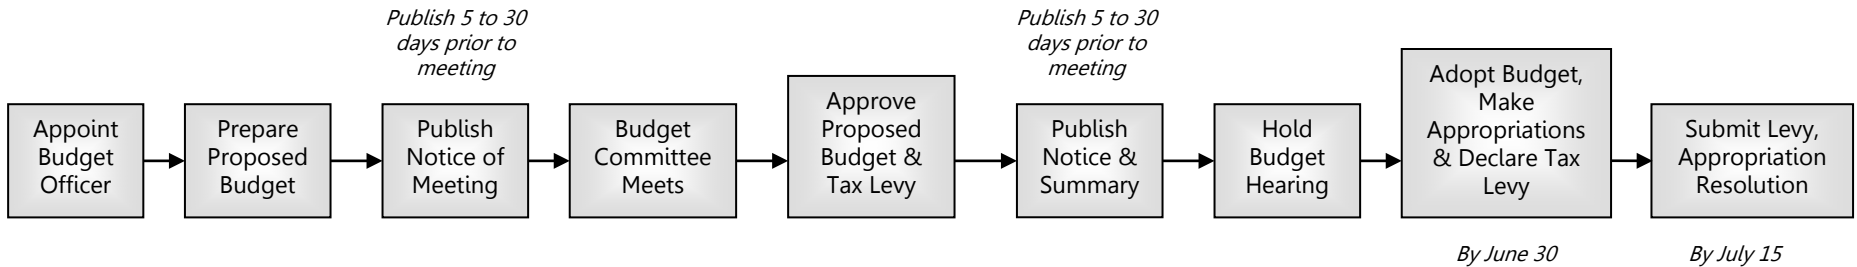 Publish 5 to 30
days prior to
meeting
Publish 5 to 30
days prior to
meeting
Appoint
Budget
Officer
Prepare
Proposed
Budget
Publish
Notice of
Meeting
Budget
Committee
Meets
Approve
Proposed
Budget &
Tax Levy
Publish
Notice &
Summary
Hold
Budget
Hearing
Adopt Budget,
Make
Appropriations
& Declare Tax
Levy
Submit Levy,
Appropriation
Resolution
By June 30
By July 15